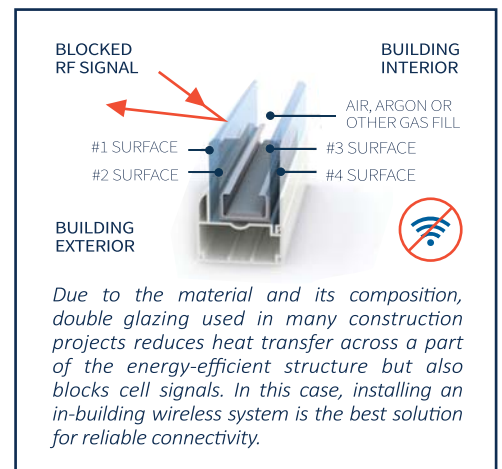 BLOCKED
RF SIGNAL
BUILDING
INTERIOR
AIR, ARGON OR
OTHER GAS FILL
#1 SURFACE
#3 SURFACE
#2 SURFACE
#4 SURFACE
BUILDING
EXTERIOR
Due to the material and its composition,
double glazing used in many construction
projects reduces heat transfer across a part
of the energy-efficient structure but also
blocks cell signals. In this case, installing an
in-building wireless system is the best solution
for reliable connectivity.